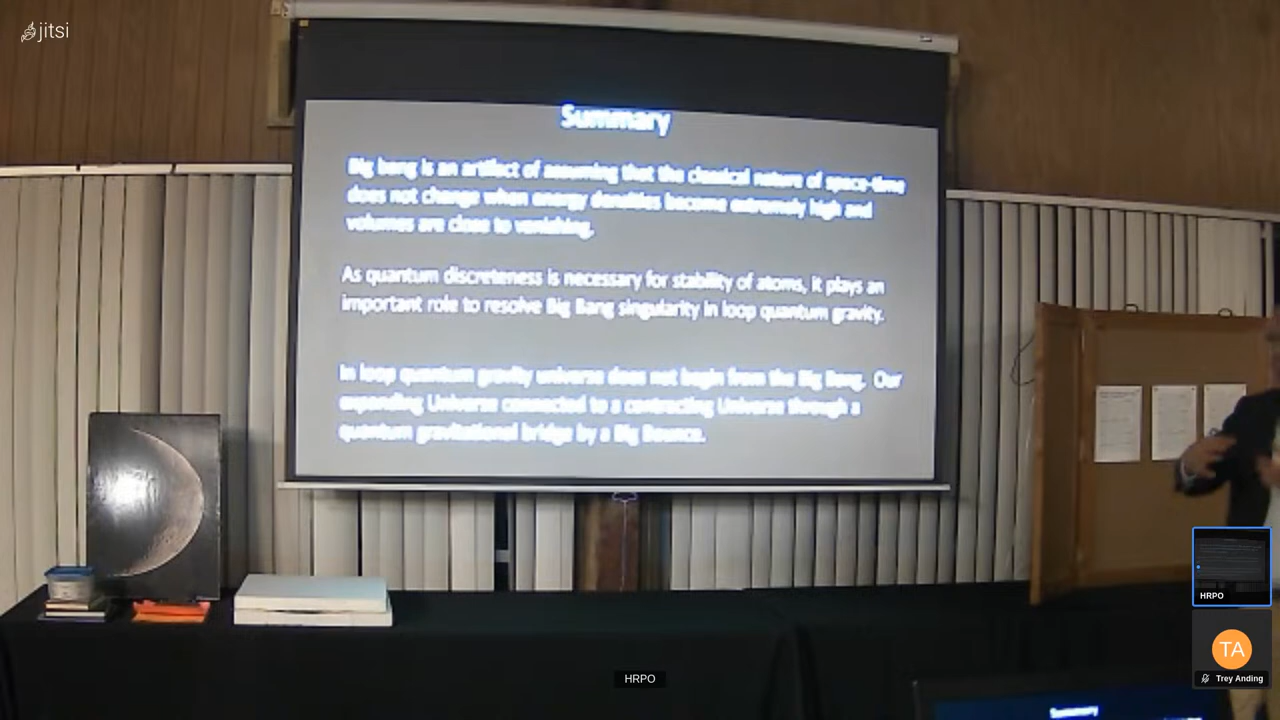 jitsi
Summary
Big bang is an artifact of assuming that the classical nature of space-time
does not change when energy densities become extremely high and
volumes are close to vanishing.
As quantum discreteness is necessary for stability of atoms, it plays an
important role to resolve Big Bang singularity in loop quantum gravity.
In loop quantum gravity universe does not begin from the Big Bang. Our
expanding Universe connected to a contracting Universe through a
quantum gravitational bridge by a Big Bounce.
HRPO
TA
Trey Anding
HRPO
Summary